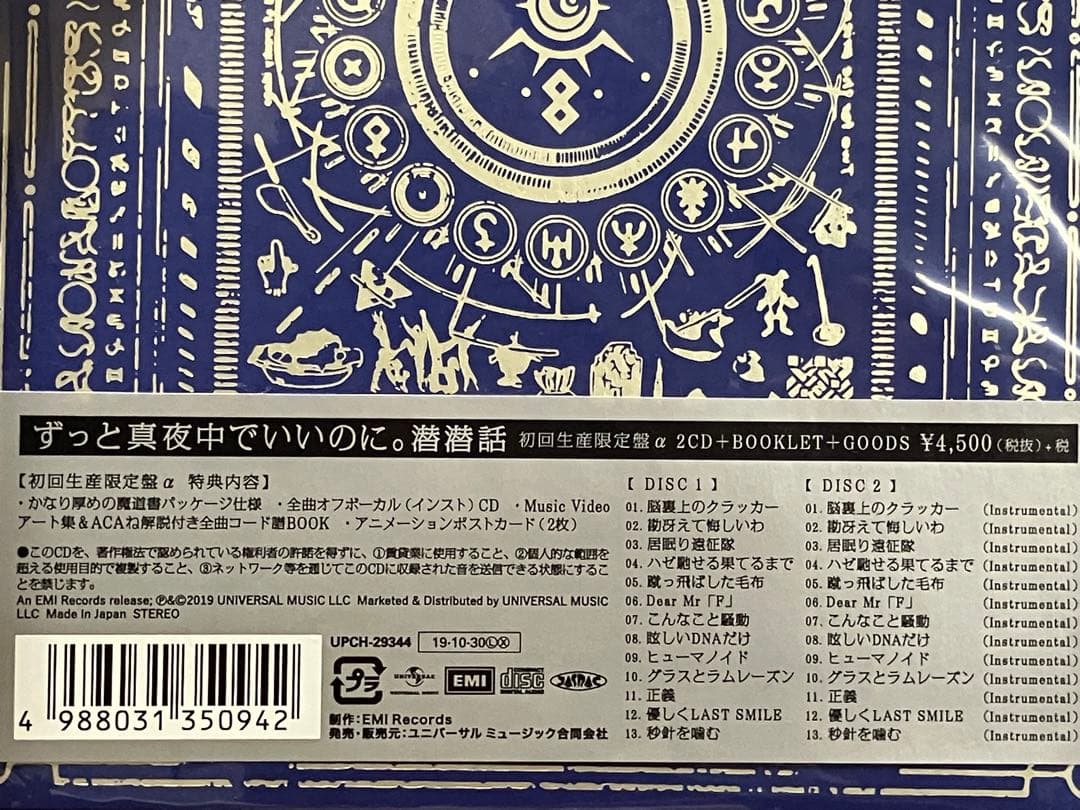 ずっと真夜中でいいのに。潜潜話 初回生産限定盤α 2CD+BOOKLET+GOODS ¥4,500(税抜)+税
【初回生産限定盤α 特典内容】
・かなり厚めの魔道書パッケージ仕様 ・全曲オフボーカル(インスト)CD ・Music Video
アート集&ACAね解説付き全曲コード譜BOOK ・アニメーションポストカード(2枚)
●このCDを、著作権法で認められている権利者の許諾を得ずに、①賃貸業に使用すること、②個人的な範囲を
超える使用目的で複製すること、③ネットワーク等を通じてこのCDに収録された音を送信できる状態にするこ
とを禁じます。
An EMI Records release; ℗&©2019 UNIVERSAL MUSIC LLC Marketed & Distributed by UNIVERSAL MUSIC
LLC Made in Japan STEREO
4 988031 350942
UPCH-29344 19-10-30ⓁⓍ
プラ UNIVERSAL UNIVERSAL MUSIC EMI COMPACT disc DIGITAL AUDIO JASRAC
制作:EMI Records
発売・販売元:ユニバーサル ミュージック合同会社
【 DISC 1 】
01. 脳裏上のクラッカー
02. 勘冴えて悔しいわ
03. 居眠り遠征隊
04. ハゼ馳せる果てるまで
05. 蹴っ飛ばした毛布
06. Dear Mr「F」
07. こんなこと騒動
08. 眩しいDNAだけ
09. ヒューマノイド
10. グラスとラムレーズン
11. 正義
12. 優しくLAST SMILE
13. 秒針を噛む
【 DISC 2 】
01. 脳裏上のクラッカー (Instrumental)
02. 勘冴えて悔しいわ (Instrumental)
03. 居眠り遠征隊 (Instrumental)
04. ハゼ馳せる果てるまで (Instrumental)
05. 蹴っ飛ばした毛布 (Instrumental)
06. Dear Mr「F」 (Instrumental)
07. こんなこと騒動 (Instrumental)
08. 眩しいDNAだけ (Instrumental)
09. ヒューマノイド (Instrumental)
10. グラスとラムレーズン (Instrumental)
11. 正義 (Instrumental)
12. 優しくLAST SMILE (Instrumental)
13. 秒針を噛む (Instrumental)